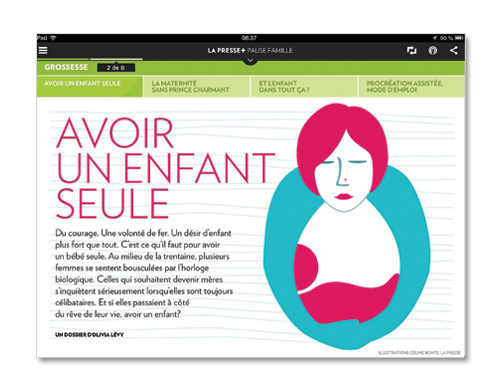 Pad 08:37 90 %
LA PRESSE+ PAUSE FAMILLE
GROSSESSE 2 de 8
AVOIR UN ENFANT SEULE
LA MATERNITÉ
SANS PRINCE CHARMANT
ET L'ENFANT
DANS TOUT ÇA ?
PROCRÉATION ASSISTÉE,
MODE D'EMPLOI
AVOIR
UN ENFANT
SEULE
Du courage. Une volonté de fer. Un désir d'enfant
plus fort que tout. C'est ce qu'il faut pour avoir
un bébé seule. Au milieu de la trentaine, plusieurs
femmes se sentent bousculées par l'horloge
biologique. Celles qui souhaitent devenir mères
s'inquiètent sérieusement lorsqu'elles sont toujours
célibataires. Et si elles passaient à côté
du rêve de leur vie, avoir un enfant?
UN DOSSIER D'OLIVIA LÉVY
ILLUSTRATIONS CÉLINE BONTE, LA PRESSE